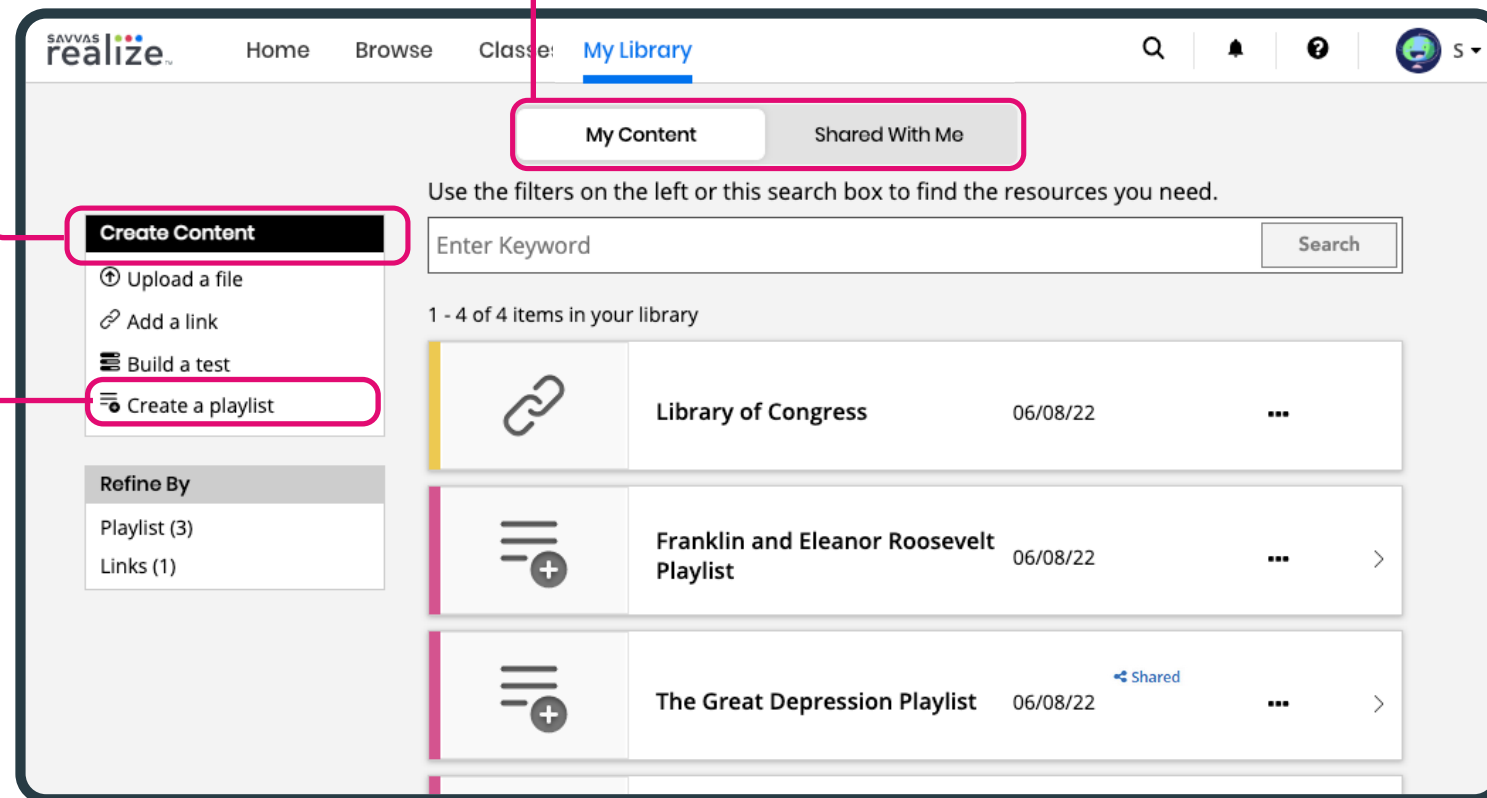 SAVVAS
realize™
Home Browse Classes My Library
S
My Content Shared With Me
Use the filters on the left or this search box to find the resources you need.
Create Content
Enter Keyword Search
Upload a file
Add a link
Build a test
Create a playlist
1 - 4 of 4 items in your library
Library of Congress 06/08/22
Refine By
Playlist (3)
Links (1)
Franklin and Eleanor Roosevelt
Playlist
06/08/22
Shared
The Great Depression Playlist 06/08/22